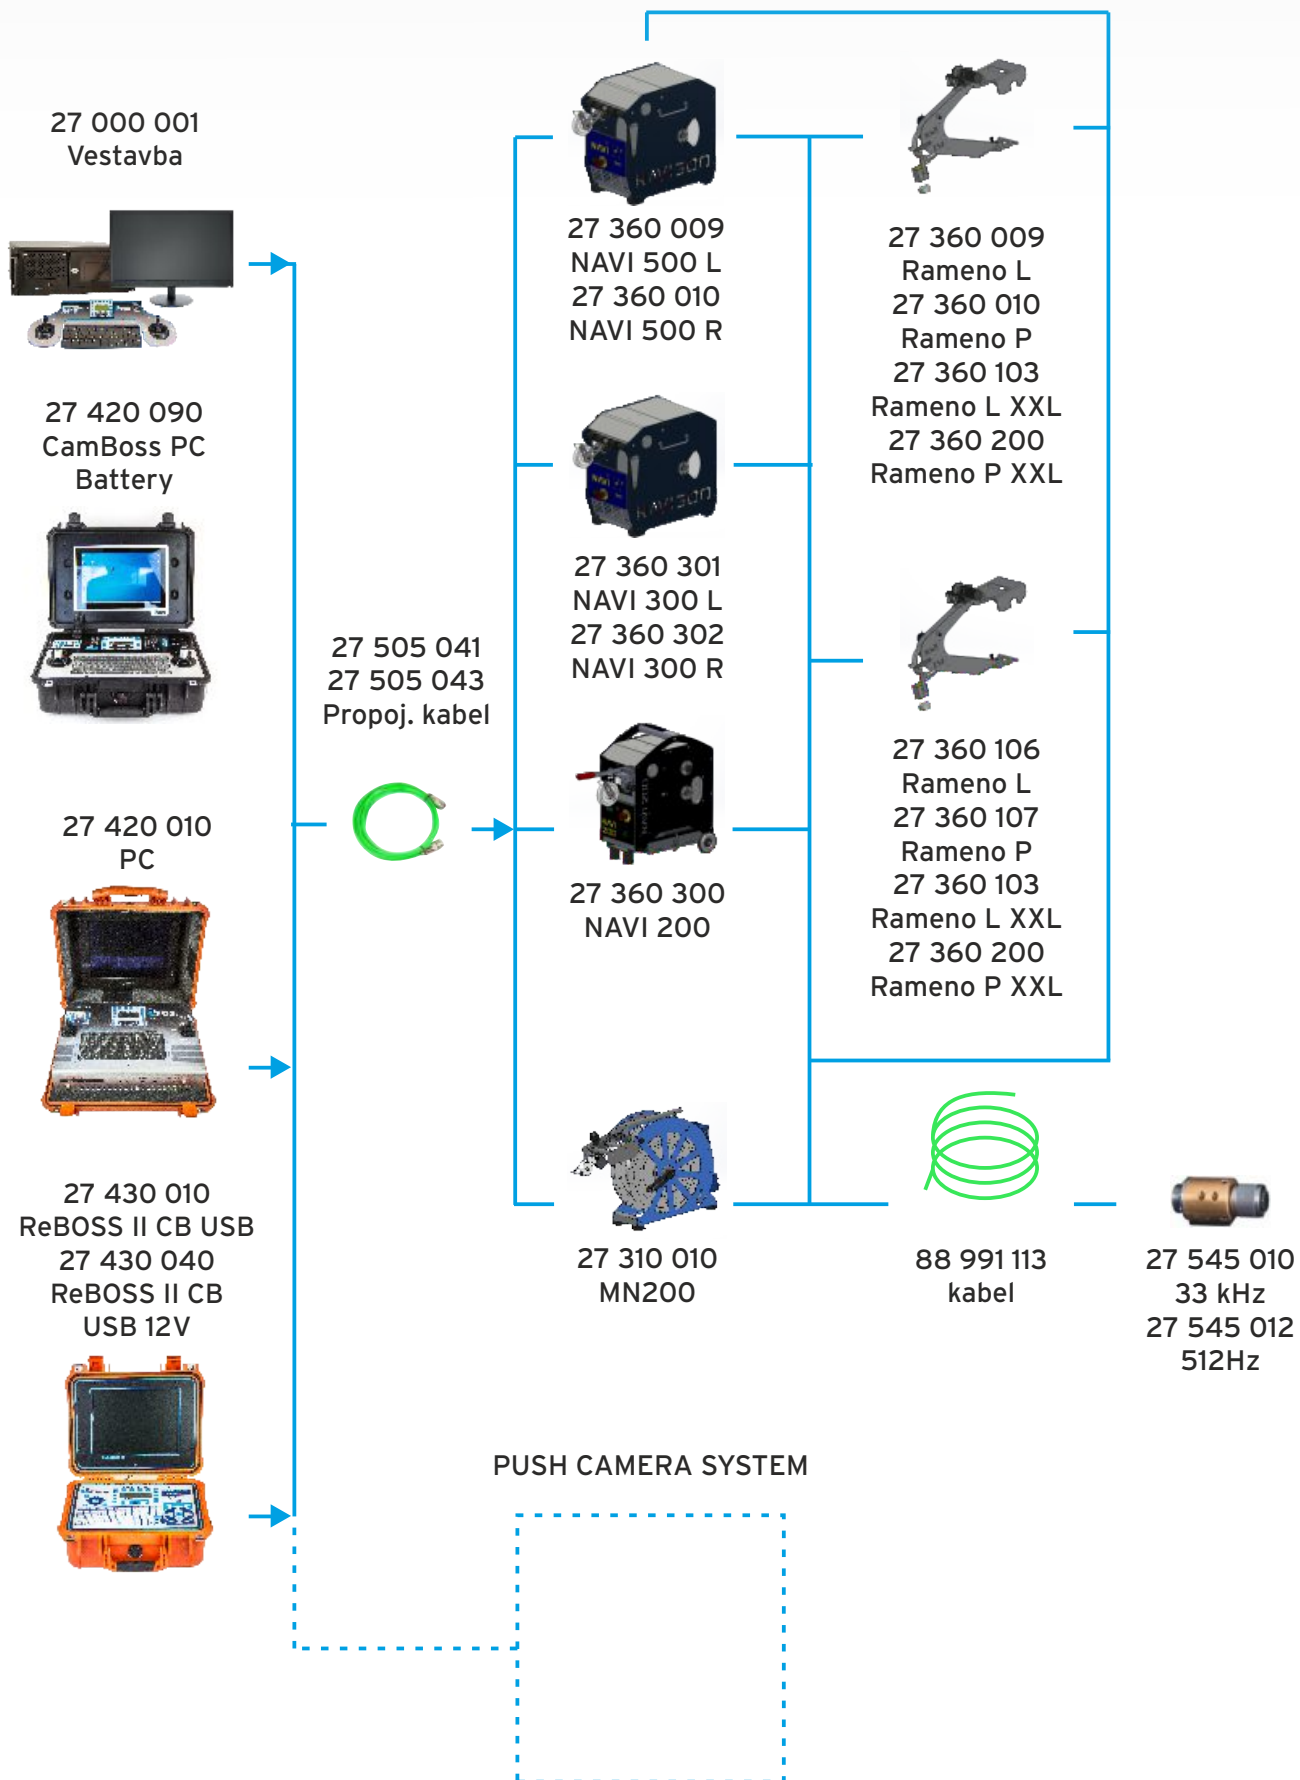 27 000 001
Vestavba
27 420 090
CamBoss PC
Battery
27 420 010
PC
27 430 010
ReBOSS II CB USB
27 430 040
ReBOSS II CB
USB 12V
27 505 041
27 505 043
Propoj. kabel
NAVISON
27 360 009
NAVI 500 L
27 360 010
NAVI 500 R
NAVISON
27 360 301
NAVI 300 L
27 360 302
NAVI 300 R
NAVI 200
27 360 300
NAVI 200
27 310 010
MN200
27 360 009
Rameno L
27 360 010
Rameno P
27 360 103
Rameno L XXL
27 360 200
Rameno P XXL
27 360 106
Rameno L
27 360 107
Rameno P
27 360 103
Rameno L XXL
27 360 200
Rameno P XXL
88 991 113
kabel
27 545 010
33 kHz
27 545 012
512Hz
PUSH CAMERA SYSTEM